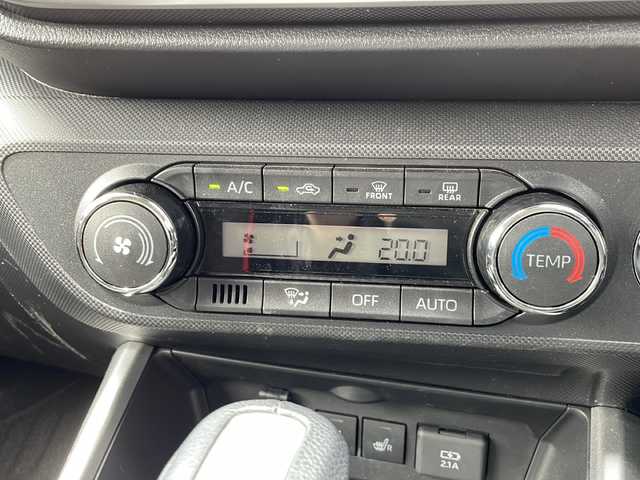 A/C
FRONT
REAR
20.0
TEMP
OFF
AUTO
R
2.1A